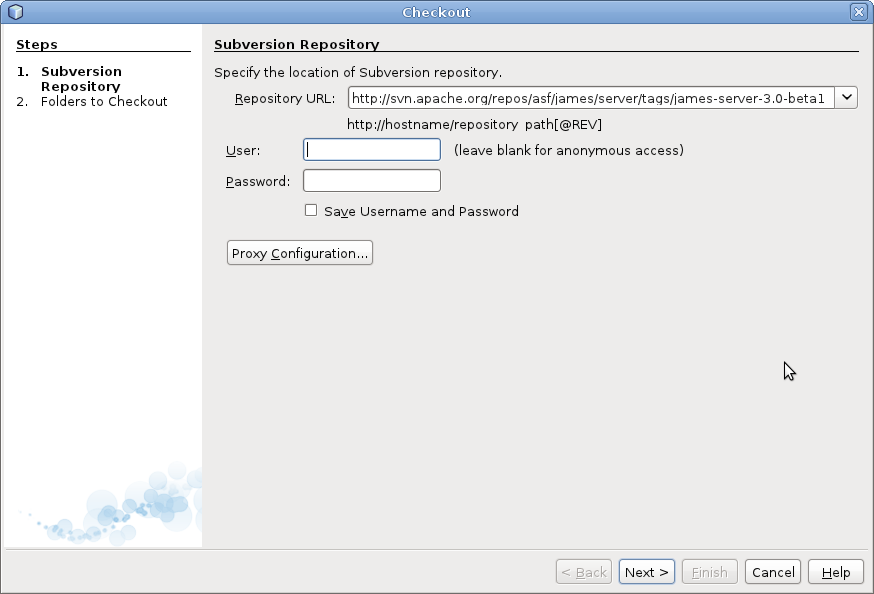 Checkout
Steps
1. Subversion
Repository
2. Folders to Checkout
Subversion Repository
Specify the location of Subversion repository.
Repository URL: http://svn.apache.org/repos/asf/james/server/tags/james-server-3.0-beta1
http://hostname/repository path[@REV]
User: (leave blank for anonymous access)
Password:
Save Username and Password
Proxy Configuration...
< Back Next > Finish Cancel Help